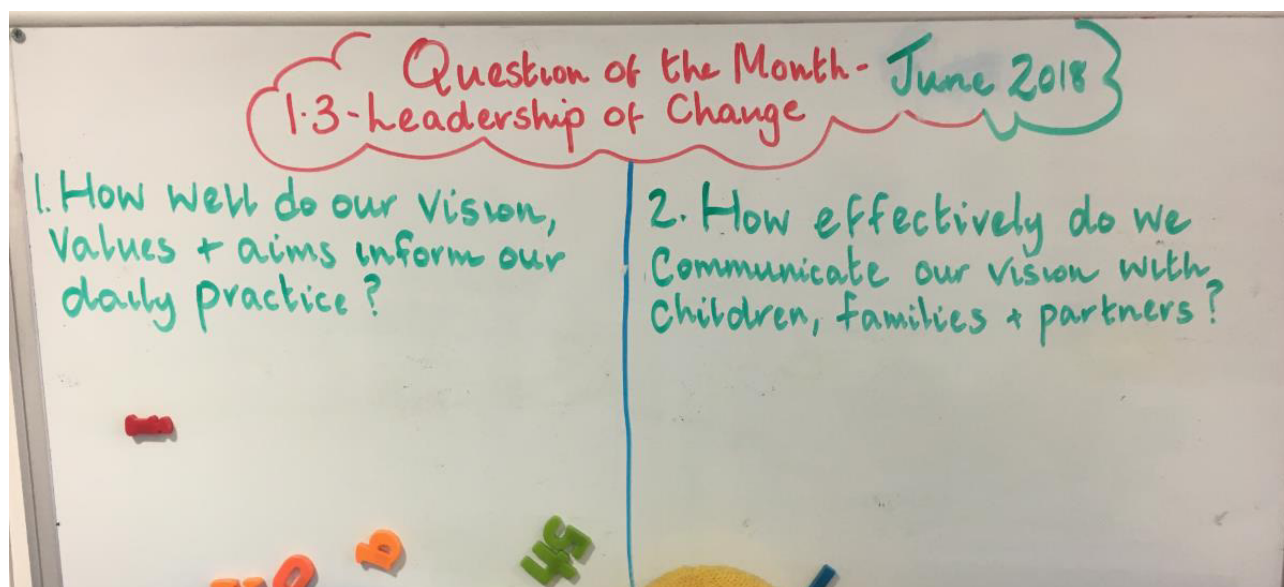 Question of the Month - June 2018
1.3 - Leadership of Change
1. How well do our vision,
values + aims inform our
daily practice?
2. How effectively do we
communicate our vision with
children, families + partners?